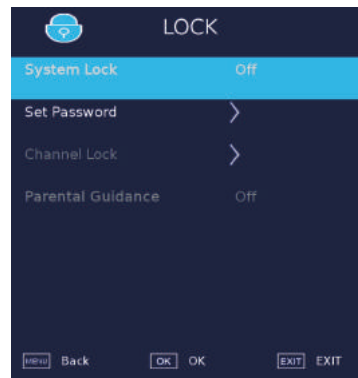 LOCK
System Lock Off
Set Password
Channel Lock
Parental Guidance Off
MENU Back OK OK EXIT EXIT